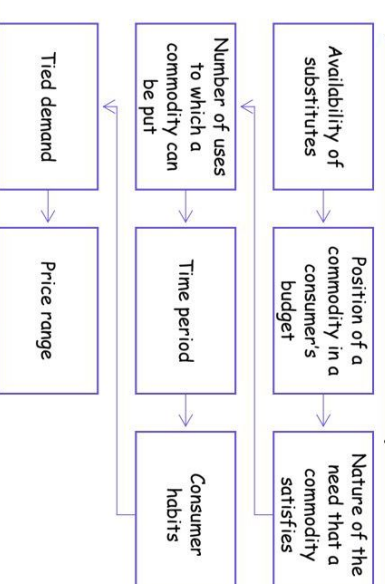 Availability of
substitutes
Position of a
commodity in a
consumer's
budget
Nature of the
need that a
commodity
satisfies
Number of uses
to which a
commodity can
be put
Time period
Consumer
habits
Tied demand
Price range